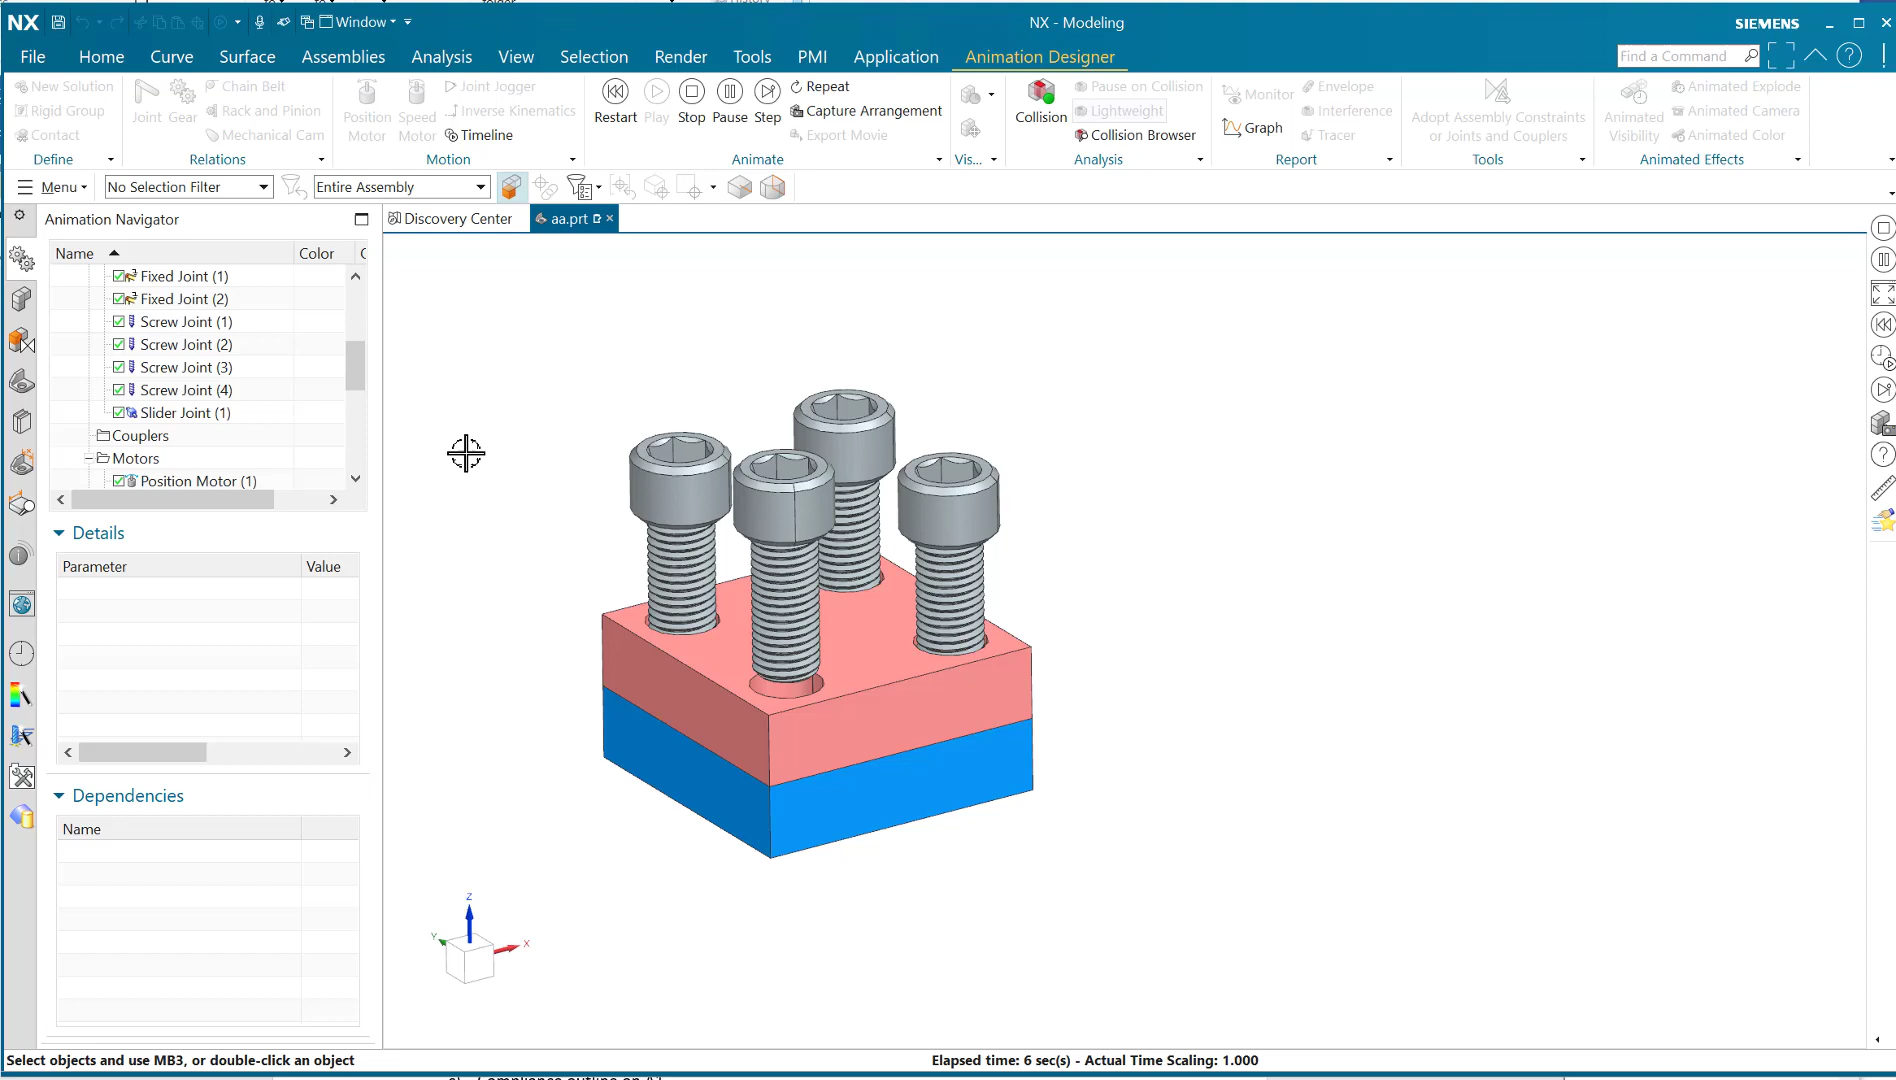 NX
Window
NX - Modeling
SIEMENS
File
Home
Curve
Surface
Assemblies
Analysis
View
Selection
Render
Tools
PMI
Application
Animation Designer
Find a Command
New Solution
Rigid Group
Contact
Define
Joint
Gear
Chain Belt
Rack and Pinion
Mechanical Cam
Relations
Position Motor
Speed Motor
Joint Jogger
Inverse Kinematics
Timeline
Motion
Restart
Play
Stop
Pause
Step
Repeat
Capture Arrangement
Export Movie
Animate
Vis...
Collision
Pause on Collision
Lightweight
Collision Browser
Analysis
Monitor
Graph
Envelope
Interference
Tracer
Report
Adopt Assembly Constraints
or Joints and Couplers
Tools
Animated Visibility
Animated Explode
Animated Camera
Animated Color
Animated Effects
Menu
No Selection Filter
Entire Assembly
Animation Navigator
Discovery Center
aa.prt
Name
Color
C
Fixed Joint (1)
Fixed Joint (2)
Screw Joint (1)
Screw Joint (2)
Screw Joint (3)
Screw Joint (4)
Slider Joint (1)
Couplers
Motors
Position Motor (1)
Details
Parameter
Value
Dependencies
Name
Z
Y
X
Select objects and use MB3, or double-click an object
Elapsed time: 6 sec(s) - Actual Time Scaling: 1.000